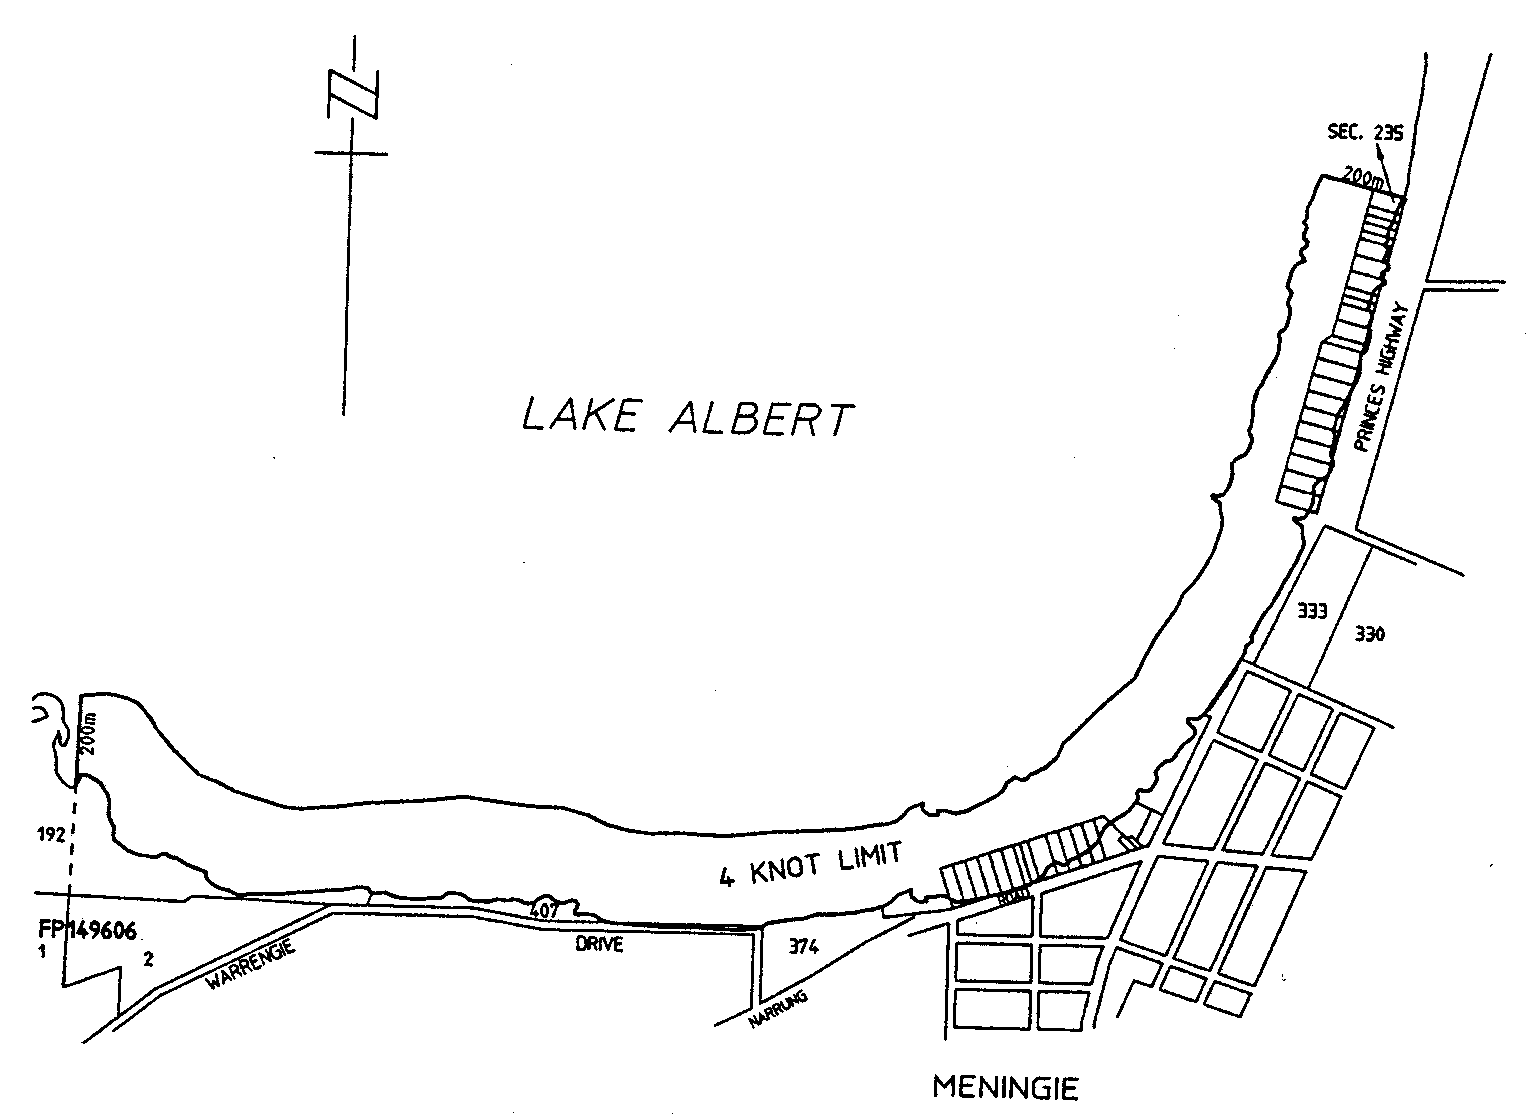 N
SEC. 235
200m
PRINCES HIGHWAY
LAKE ALBERT
333
330
200m
192
4 KNOT LIMIT
ROAD
407
FP149606
1
2
WARRENGIE
DRIVE
374
NARRUNG
MENINGIE